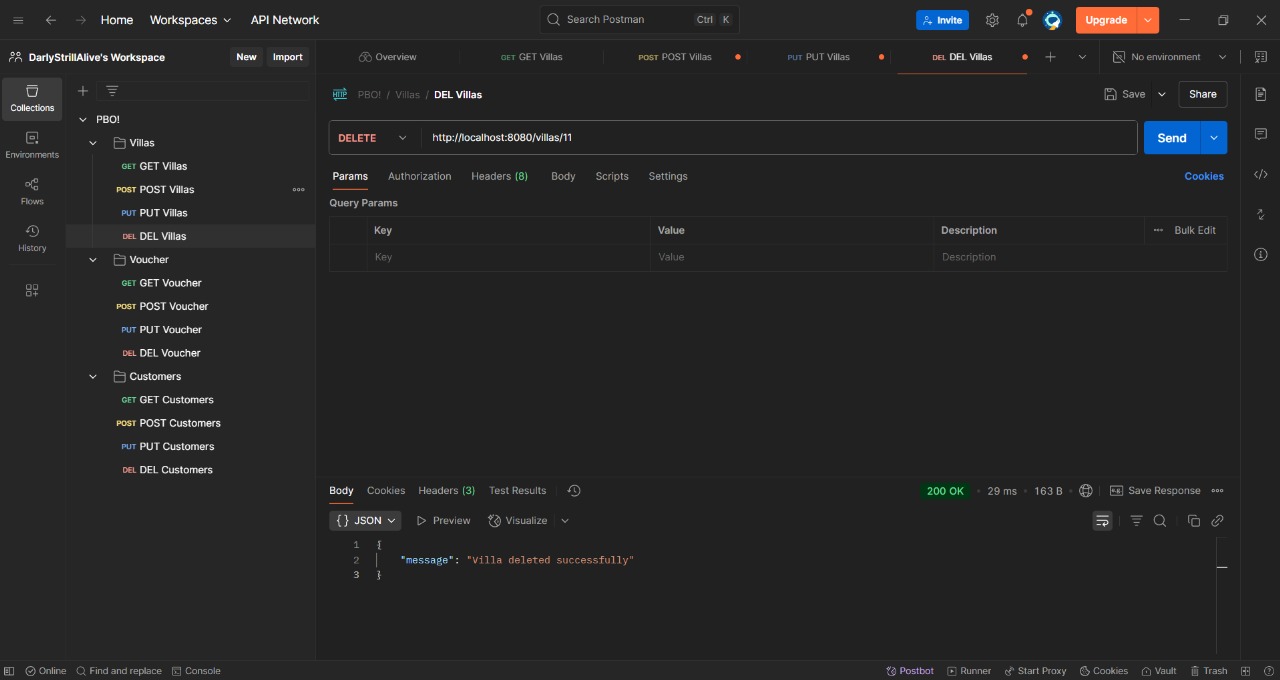 Home Workspaces API Network Search Postman Ctrl K Invite Upgrade
DarlyStrillAlive's Workspace New Import Overview GET GET Villas POST POST Villas PUT PUT Villas DEL DEL Villas No environment
Collections
Environments
Flows
History
PBO!
Villas
GET GET Villas
POST POST Villas
PUT PUT Villas
DEL DEL Villas
Voucher
GET GET Voucher
POST POST Voucher
PUT PUT Voucher
DEL DEL Voucher
Customers
GET GET Customers
POST POST Customers
PUT PUT Customers
DEL DEL Customers
HTTP PBO! / Villas / DEL Villas Save Share
DELETE http://localhost:8080/villas/11 Send
Params Authorization Headers (8) Body Scripts Settings Cookies
Query Params
Key Value Description Bulk Edit
Key Value Description
Body Cookies Headers (3) Test Results 200 OK 29 ms 163 B e.g. Save Response
{} JSON Preview Visualize
1 {
2 "message": "Villa deleted successfully"
3 }
Online Find and replace Console Postbot Runner Start Proxy Cookies Vault Trash